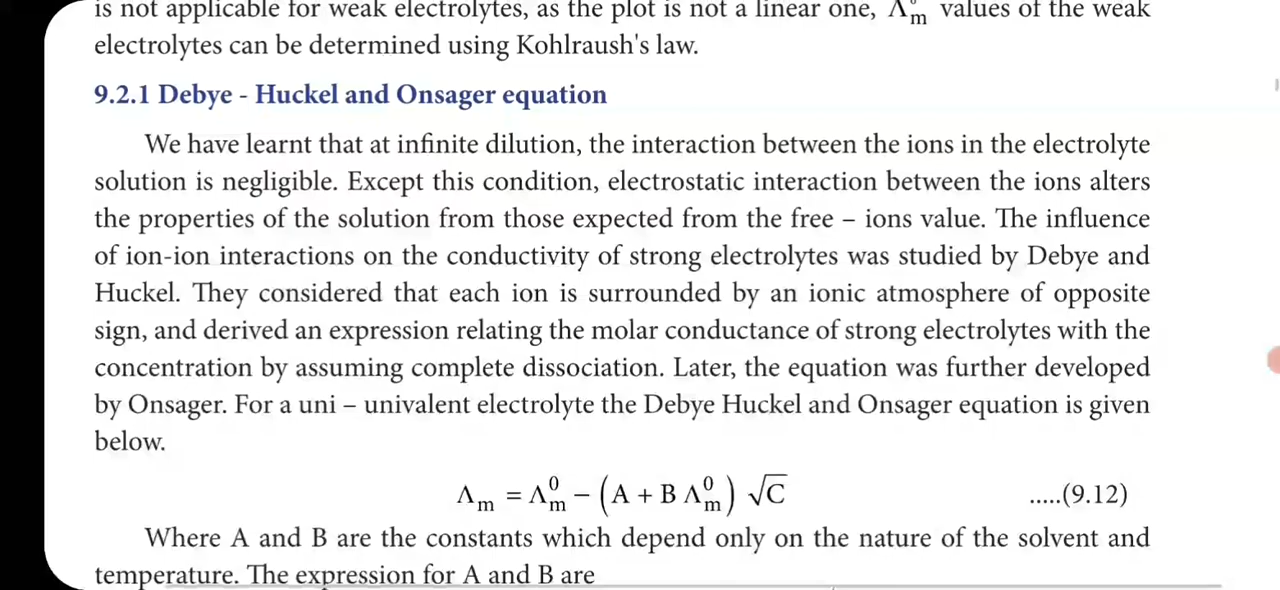 is not applicable for weak electrolytes, as the plot is not a linear one, Λ°m values of the weak
electrolytes can be determined using Kohlraush's law.
9.2.1 Debye - Huckel and Onsager equation
We have learnt that at infinite dilution, the interaction between the ions in the electrolyte
solution is negligible. Except this condition, electrostatic interaction between the ions alters
the properties of the solution from those expected from the free – ions value. The influence
of ion-ion interactions on the conductivity of strong electrolytes was studied by Debye and
Huckel. They considered that each ion is surrounded by an ionic atmosphere of opposite
sign, and derived an expression relating the molar conductance of strong electrolytes with the
concentration by assuming complete dissociation. Later, the equation was further developed
by Onsager. For a uni – univalent electrolyte the Debye Huckel and Onsager equation is given
below.
Λm = Λ⁰m − (A + B Λ⁰m) √C .....(9.12)
Where A and B are the constants which depend only on the nature of the solvent and
temperature. The expression for A and B are